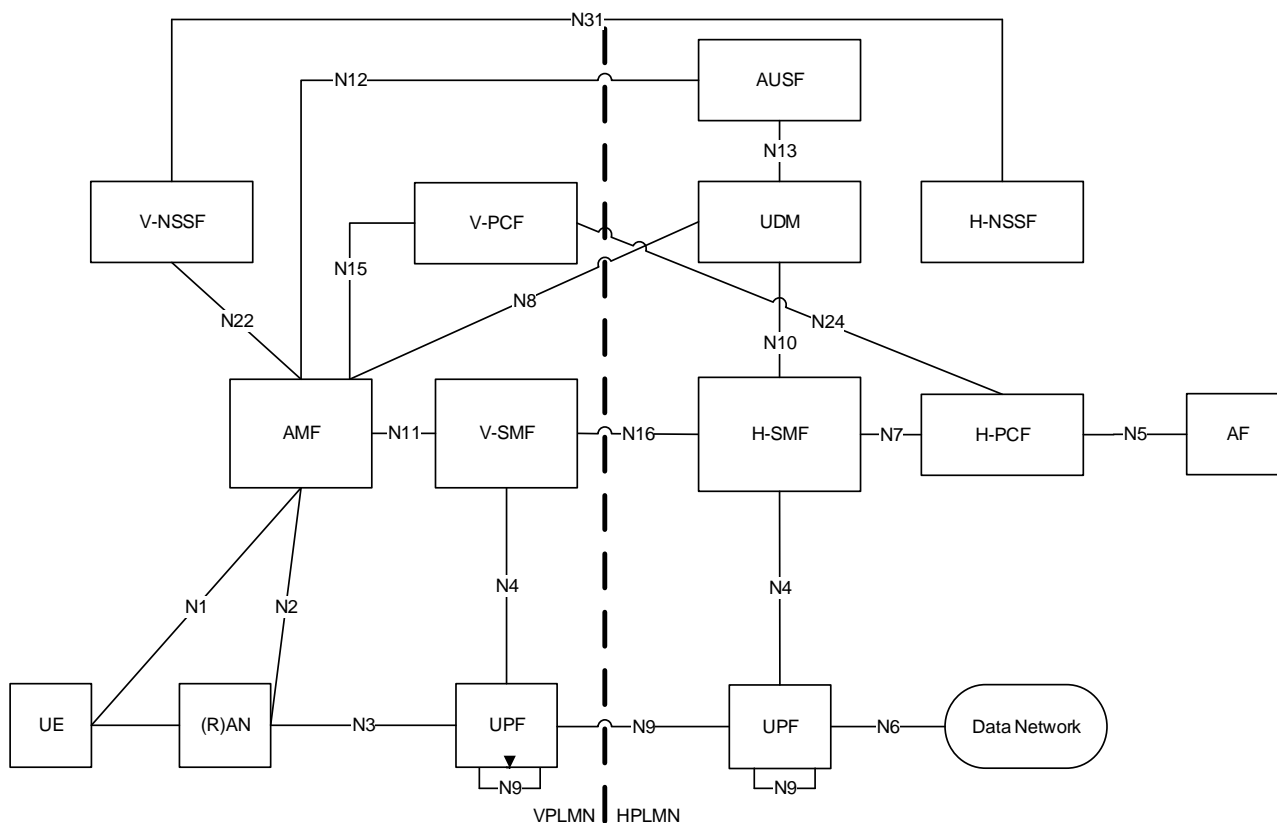 N31
N12
AUSF
N13
V-NSSF
V-PCF
UDM
H-NSSF
N15
N8
N22
N24
N10
AMF
N11
V-SMF
N16
H-SMF
N7
H-PCF
N5
AF
N4
N4
N1
N2
UE
(R)AN
N3
UPF
N9
UPF
N6
Data Network
N9
N9
VPLMN
HPLMN